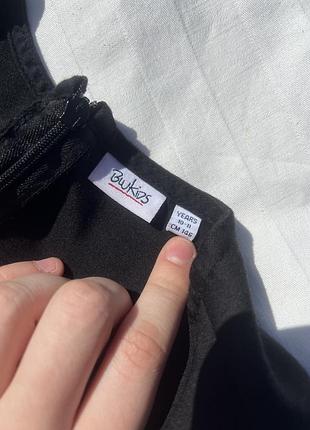 BluKids
YEARS
10-11
CM 146